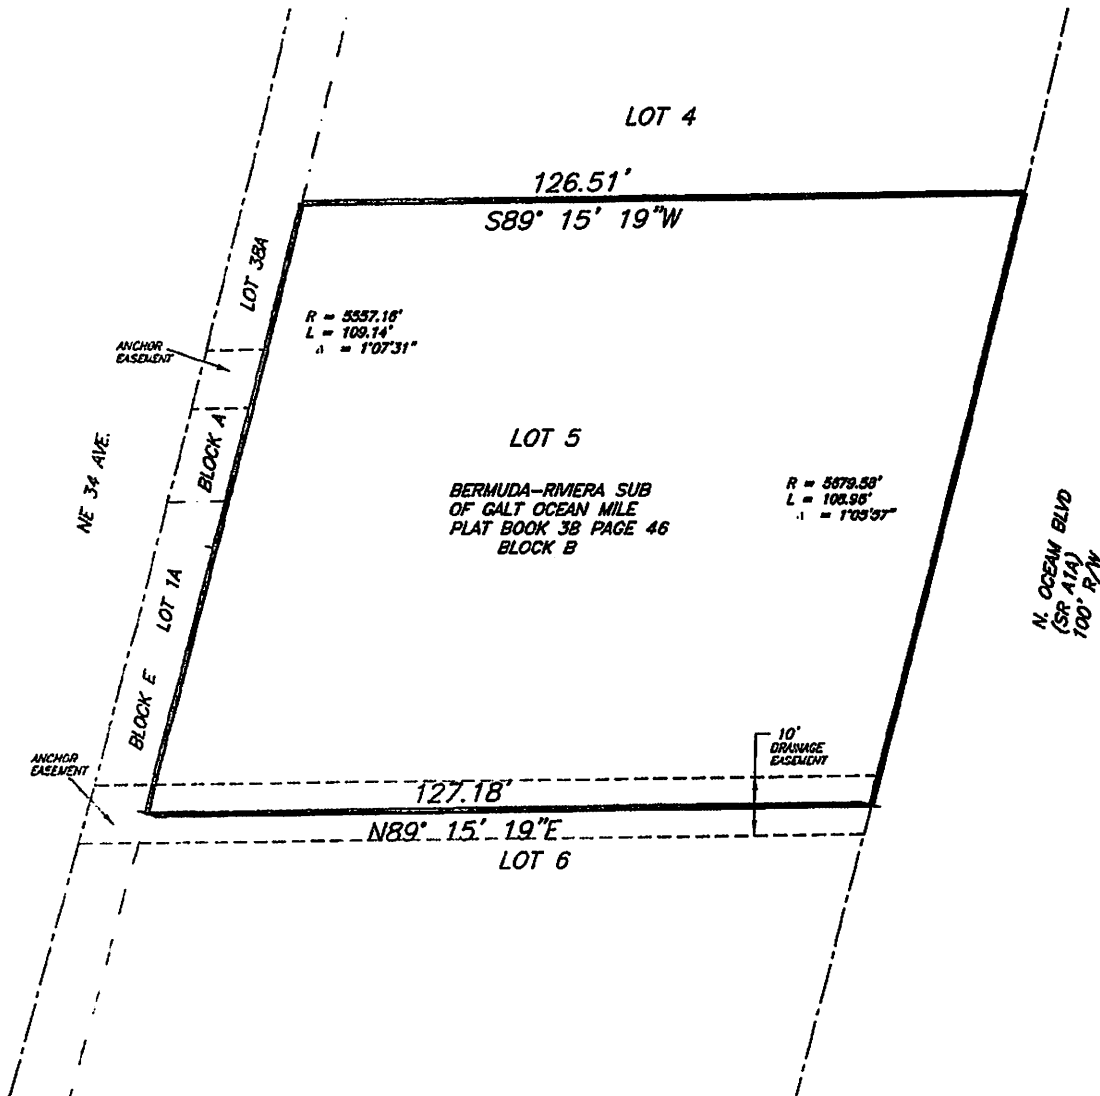 LOT 4
126.51'
S89° 15' 19"W
LOT 38A
R = 5557.16'
L = 109.14'
Δ = 1°07'31"
ANCHOR
EASEMENT
BLOCK A
NE 34 AVE.
LOT 5
BERMUDA-RIVIERA SUB
OF GALT OCEAN MILE
PLAT BOOK 38 PAGE 46
BLOCK B
R = 5679.58'
L = 108.96'
Δ = 1°05'57"
N. OCEAM BLVD
(SR A1A)
100' R/W
LOT 1A
BLOCK E
ANCHOR
EASEMENT
10'
DRAINAGE
EASEMENT
127.18'
N89° 15' 19"E
LOT 6